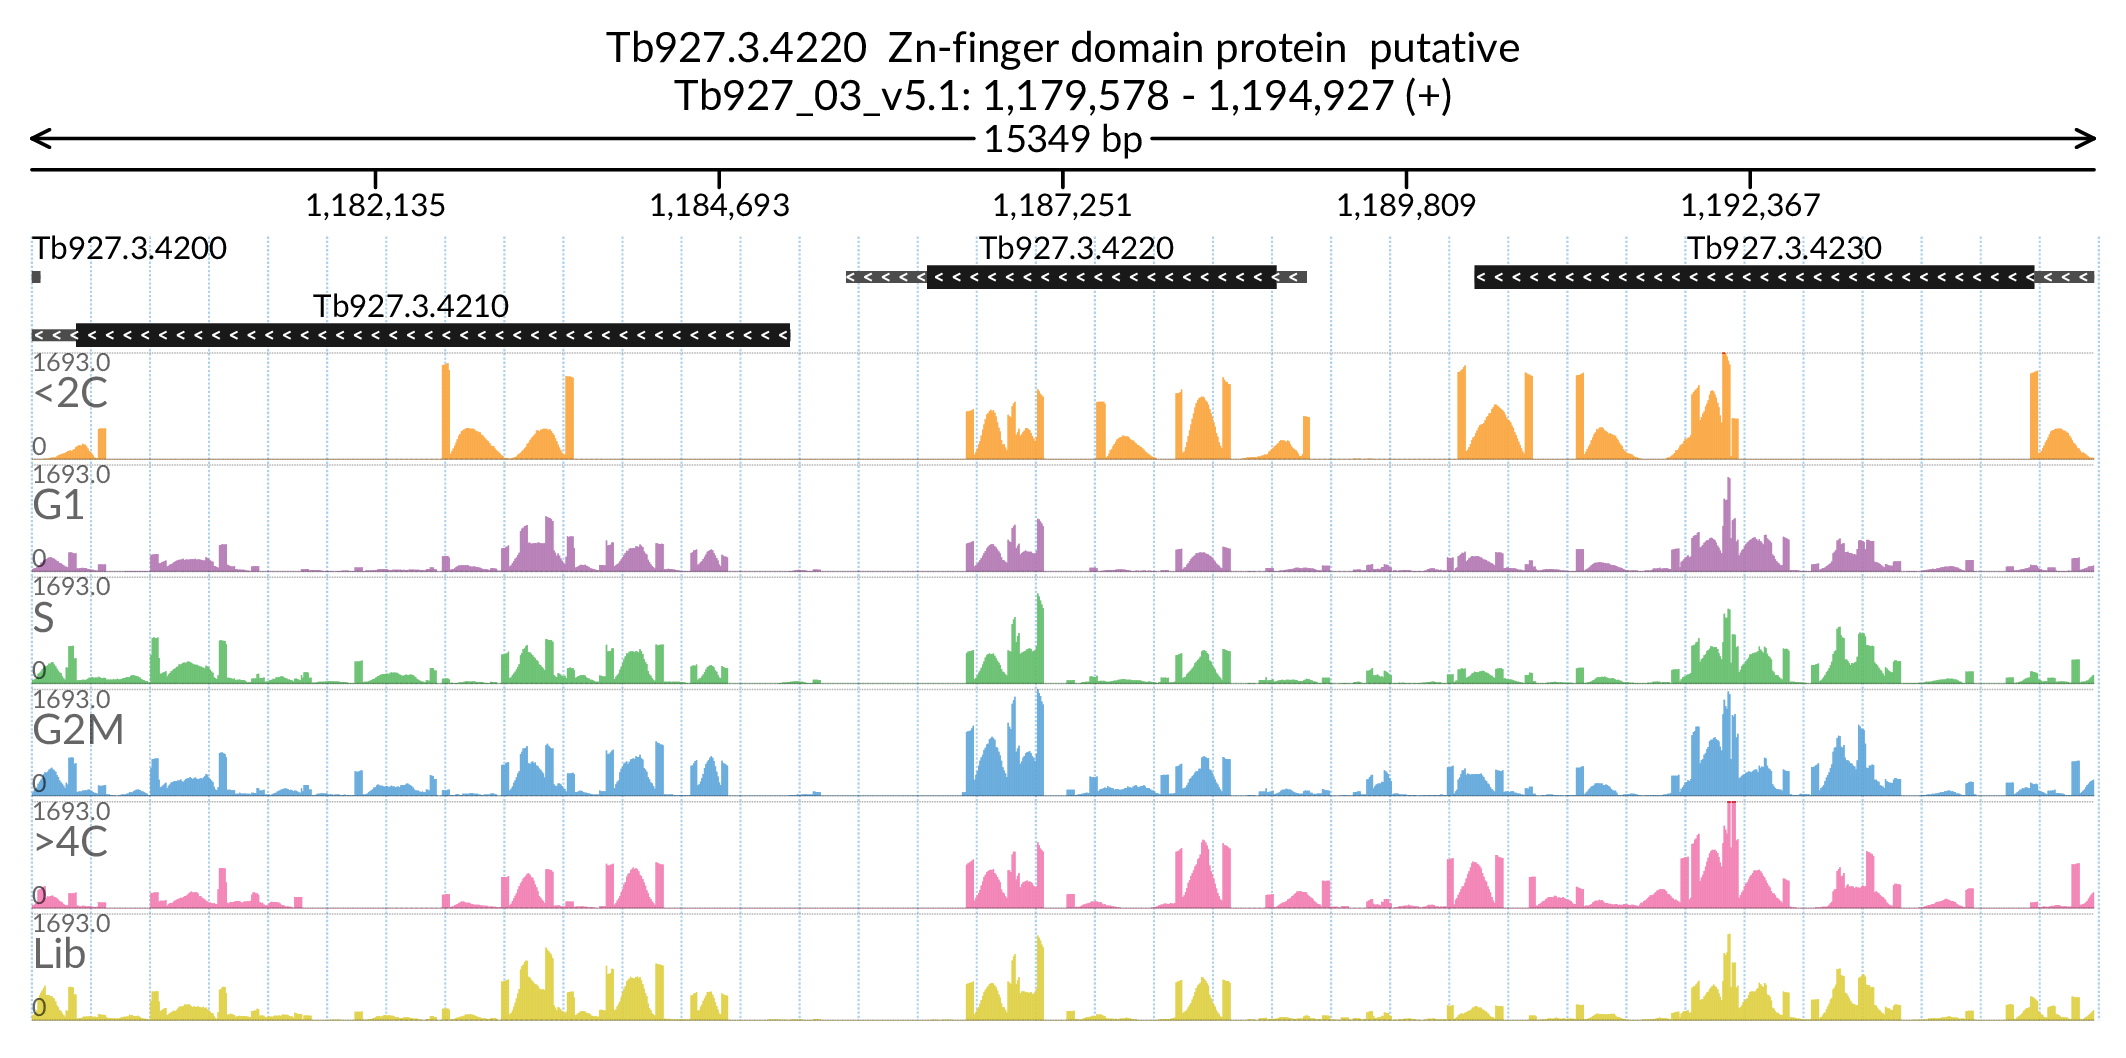 Tb927.3.4220  Zn-finger domain protein  putative
Tb927_03_v5.1: 1,179,578 - 1,194,927 (+)
15349 bp
1,182,135 1,184,693 1,187,251 1,189,809 1,192,367
Tb927.3.4200 Tb927.3.4220 Tb927.3.4230
Tb927.3.4210
1693.0
<2C
0
1693.0
G1
0
1693.0
S
0
1693.0
G2M
0
1693.0
>4C
0
1693.0
Lib
0